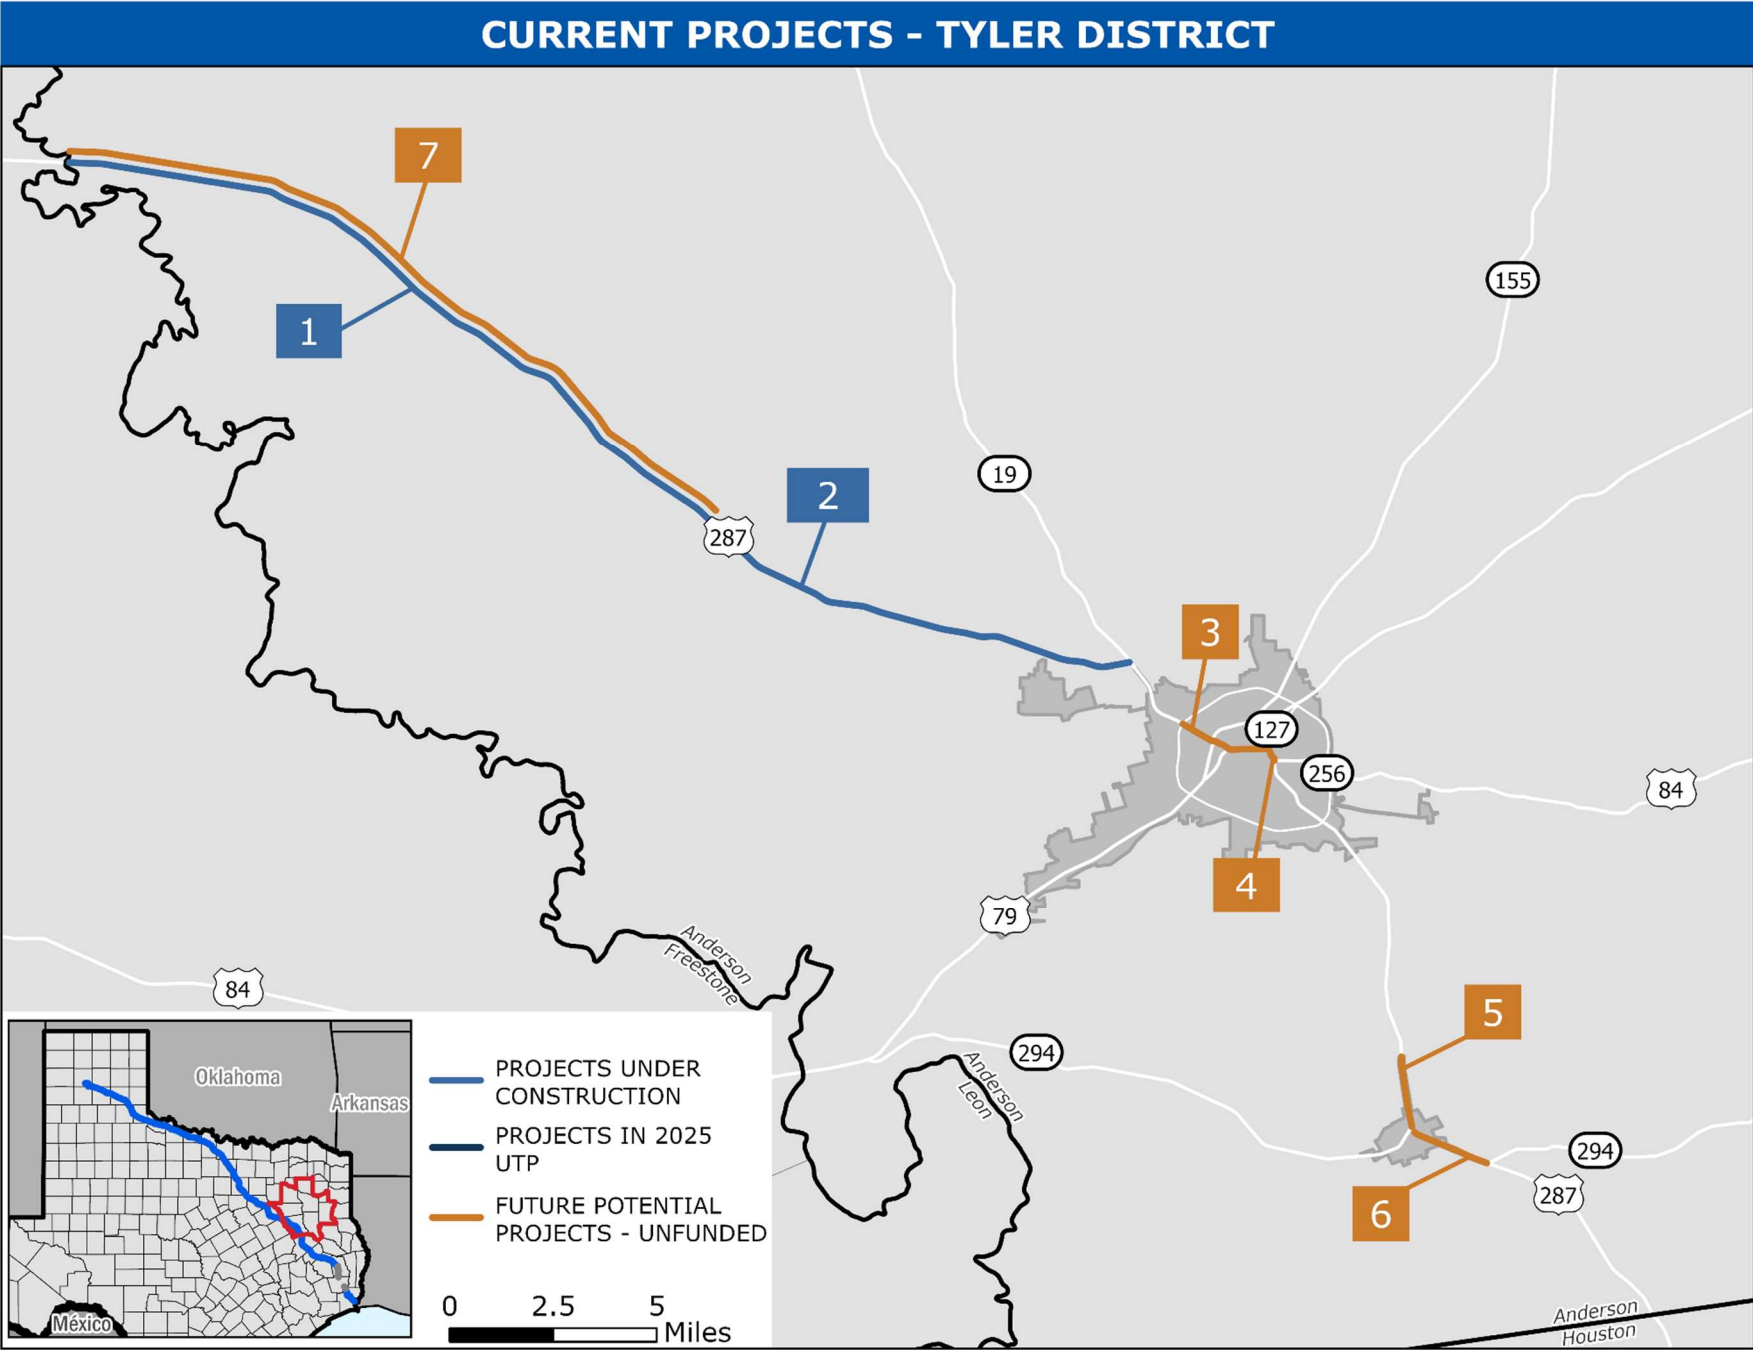 CURRENT PROJECTS - TYLER DISTRICT
7
1
155
19
2
287
3
127
256
84
4
79
Anderson
Freestone
84
5
294
Anderson
Leon
294
287
6
Anderson
Houston
Oklahoma
Arkansas
México
PROJECTS UNDER
CONSTRUCTION
PROJECTS IN 2025
UTP
FUTURE POTENTIAL
PROJECTS - UNFUNDED
0 2.5 5
Miles